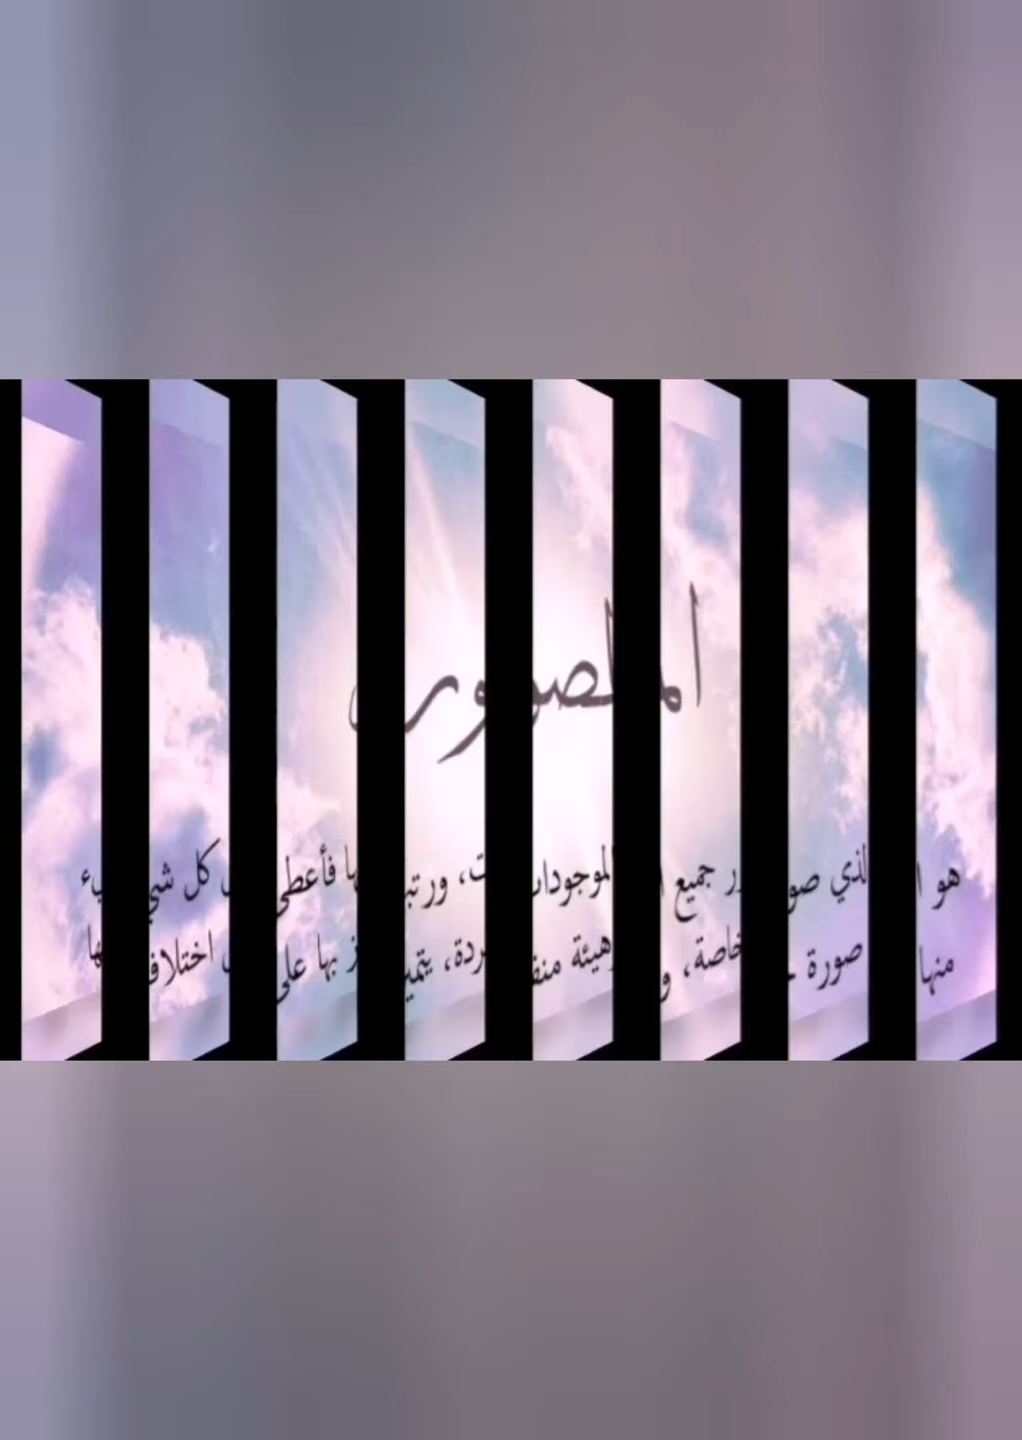 المصور
هو الذي صور جميع الموجودات، ورتبها فأعطى كل شيء
منها صورة خاصة، وهيئة منفردة، يتميز بها على اختلافها